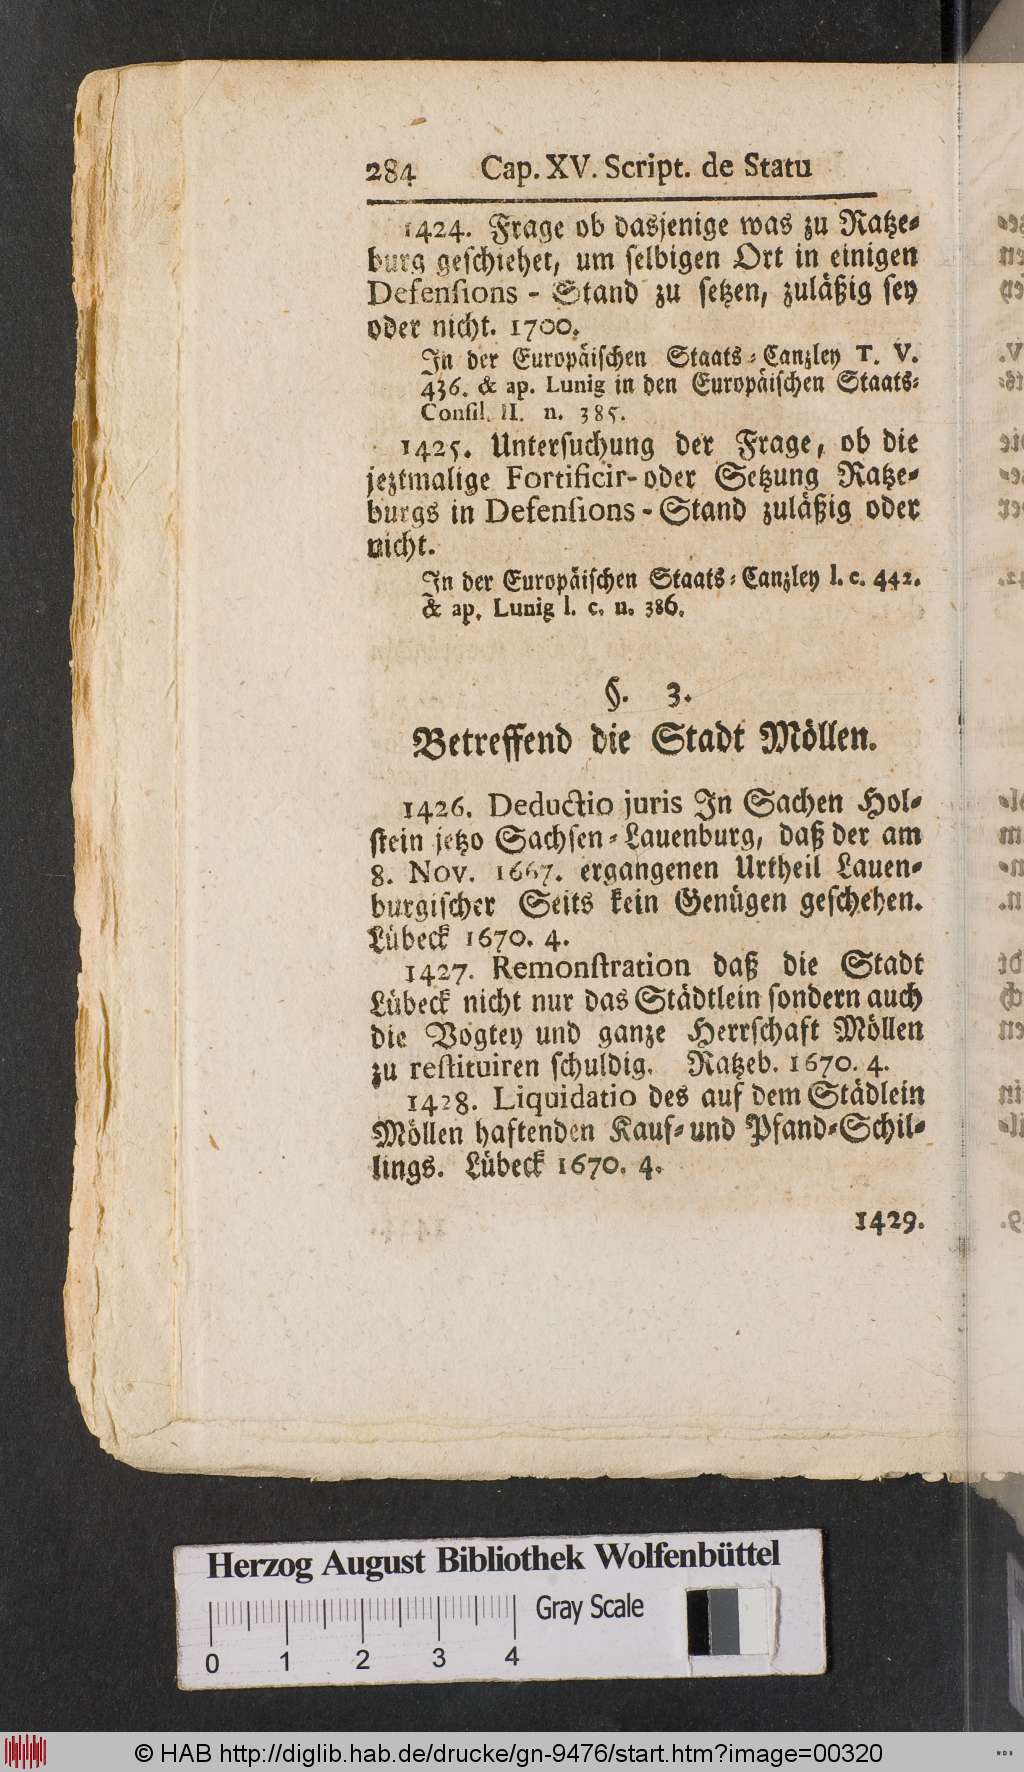 284 Cap. XV. Script. de Statu
1424. Frage ob dasjenige was zu Ratze-
burg geschiehet, um selbigen Ort in einigen
Defensions - Stand zu setzen, zuläßig sey
oder nicht. 1700.
In der Europäischen Staats-Canzley T. V.
436. & ap. Lunig in den Europäischen Staats-
Consil. II. n. 385.
1425. Untersuchung der Frage, ob die
jeztmalige Fortificir- oder Setzung Ratze-
burgs in Defensions - Stand zuläßig oder
nicht.
In der Europäischen Staats-Canzley l. c. 442.
& ap. Lunig l. c. n. 386.
§. 3.
Betreffend die Stadt Möllen.
1426. Deductio juris In Sachen Hol-
stein jetzo Sachsen-Lauenburg, daß der am
8. Nov. 1667. ergangenen Urtheil Lauen-
burgischer Seits kein Genügen geschehen.
Lübeck 1670. 4.
1427. Remonstration daß die Stadt
Lübeck nicht nur das Städtlein sondern auch
die Vogtey und ganze Herrschaft Möllen
zu restituiren schuldig. Ratzeb. 1670. 4.
1428. Liquidatio des auf dem Städlein
Möllen haftenden Kauf- und Pfand-Schil-
lings. Lübeck 1670. 4.
1429.
Herzog August Bibliothek Wolfenbüttel
Gray Scale
0 1 2 3 4
© HAB http://diglib.hab.de/drucke/gn-9476/start.htm?image=00320